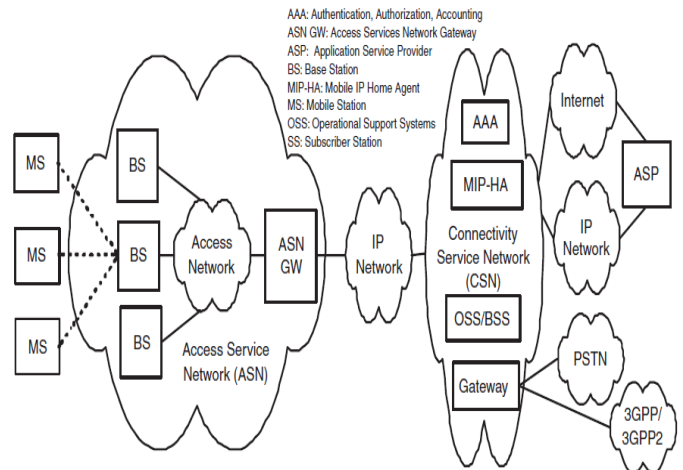 AAA: Authentication, Authorization, Accounting
ASN GW: Access Services Network Gateway
ASP: Application Service Provider
BS: Base Station
MIP-HA: Mobile IP Home Agent
MS: Mobile Station
OSS: Operational Support Systems
SS: Subscriber Station
MS
MS
MS
BS
BS
BS
Access
Network
ASN
GW
Access Service
Network (ASN)
IP
Network
AAA
MIP-HA
Connectivity
Service Network
(CSN)
OSS/BSS
Gateway
Internet
IP
Network
ASP
PSTN
3GPP/
3GPP2